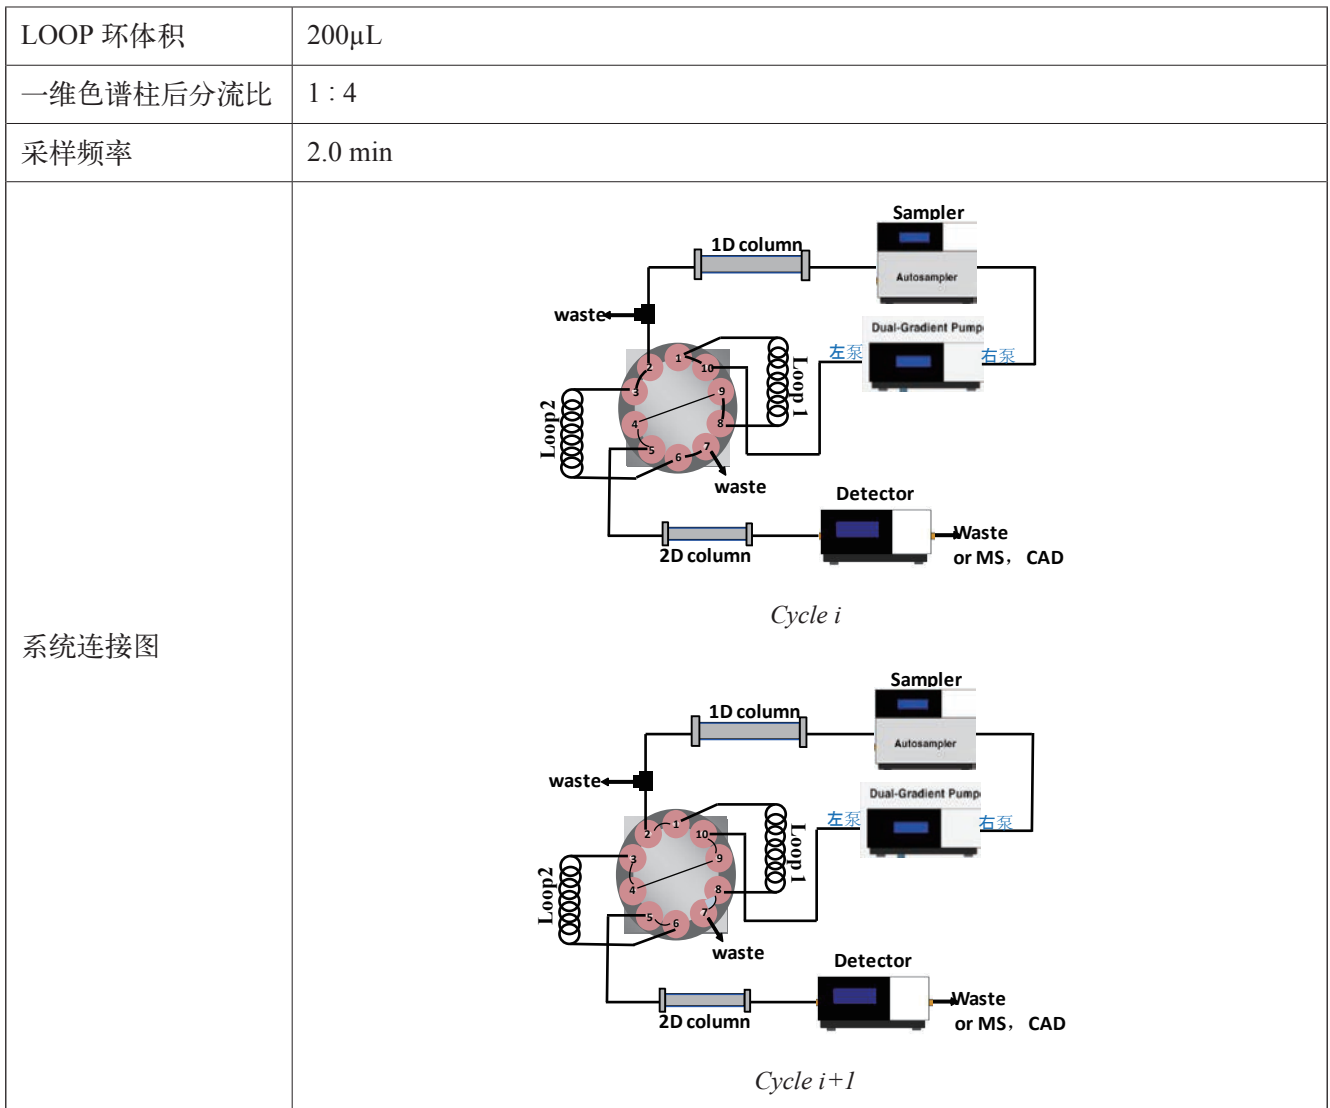 LOOP 环体积 200μL
一维色谱柱后分流比 1 : 4
采样频率 2.0 min
系统连接图
Sampler
1D column
Autosampler
waste
Dual-Gradient Pump
左泵
右泵
1
2
10
3
9
4
8
5
6
7
Loop1
Loop2
waste
Detector
2D column
Waste
or MS, CAD
Cycle i
Sampler
1D column
Autosampler
waste
Dual-Gradient Pump
左泵
右泵
1
2
10
3
9
4
8
5
6
7
Loop1
Loop2
waste
Detector
2D column
Waste
or MS, CAD
Cycle i+1